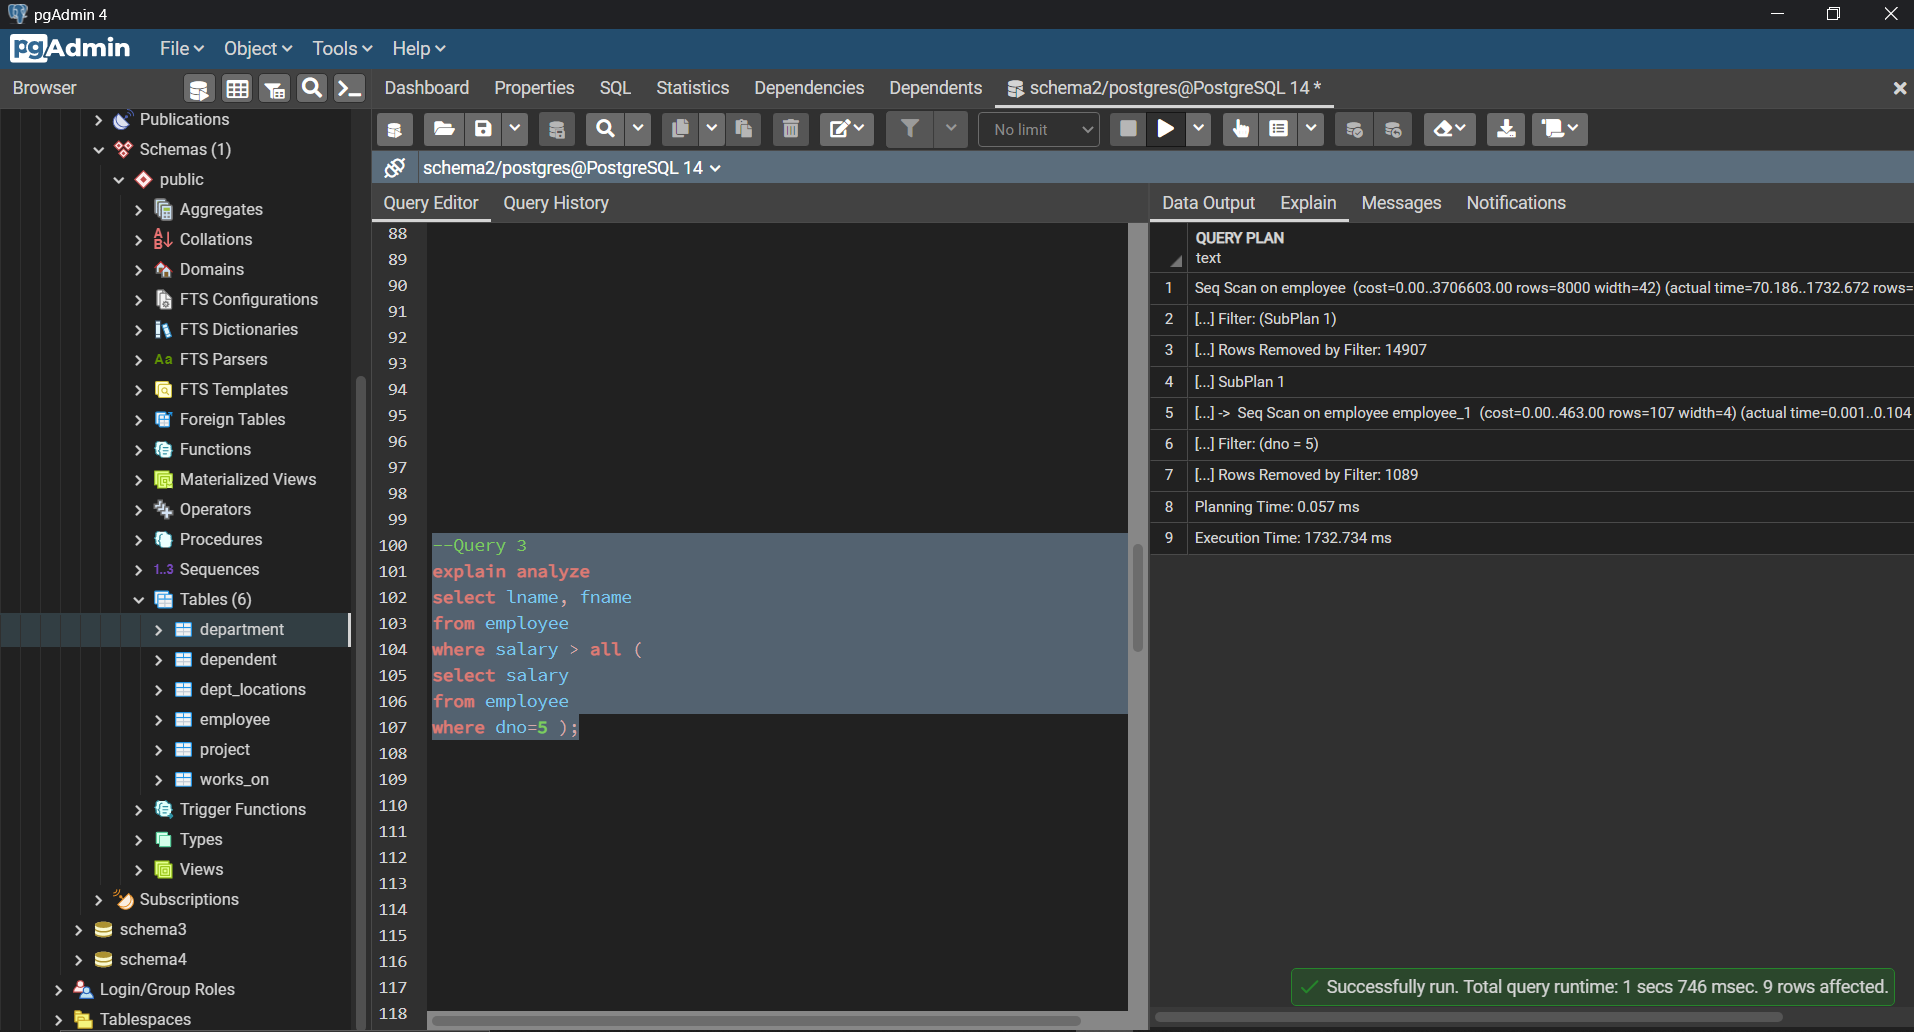 pgAdmin 4
pgAdmin File Object Tools Help
Browser
Dashboard Properties SQL Statistics Dependencies Dependents schema2/postgres@PostgreSQL 14 *
No limit
schema2/postgres@PostgreSQL 14
Publications
Schemas (1)
public
Aggregates
Collations
Domains
FTS Configurations
FTS Dictionaries
Aa FTS Parsers
FTS Templates
Foreign Tables
Functions
Materialized Views
Operators
Procedures
1..3 Sequences
Tables (6)
department
dependent
dept_locations
employee
project
works_on
Trigger Functions
Types
Views
Subscriptions
schema3
schema4
Login/Group Roles
Tablespaces
Query Editor Query History
88
89
90
91
92
93
94
95
96
97
98
99
100 --Query 3
101 explain analyze
102 select lname, fname
103 from employee
104 where salary > all (
105 select salary
106 from employee
107 where dno=5 );
108
109
110
111
112
113
114
115
116
117
118
Data Output Explain Messages Notifications
QUERY PLAN
text
1 Seq Scan on employee (cost=0.00..3706603.00 rows=8000 width=42) (actual time=70.186..1732.672 rows=
2 [...] Filter: (SubPlan 1)
3 [...] Rows Removed by Filter: 14907
4 [...] SubPlan 1
5 [...] -> Seq Scan on employee employee_1 (cost=0.00..463.00 rows=107 width=4) (actual time=0.001..0.104
6 [...] Filter: (dno = 5)
7 [...] Rows Removed by Filter: 1089
8 Planning Time: 0.057 ms
9 Execution Time: 1732.734 ms
Successfully run. Total query runtime: 1 secs 746 msec. 9 rows affected.